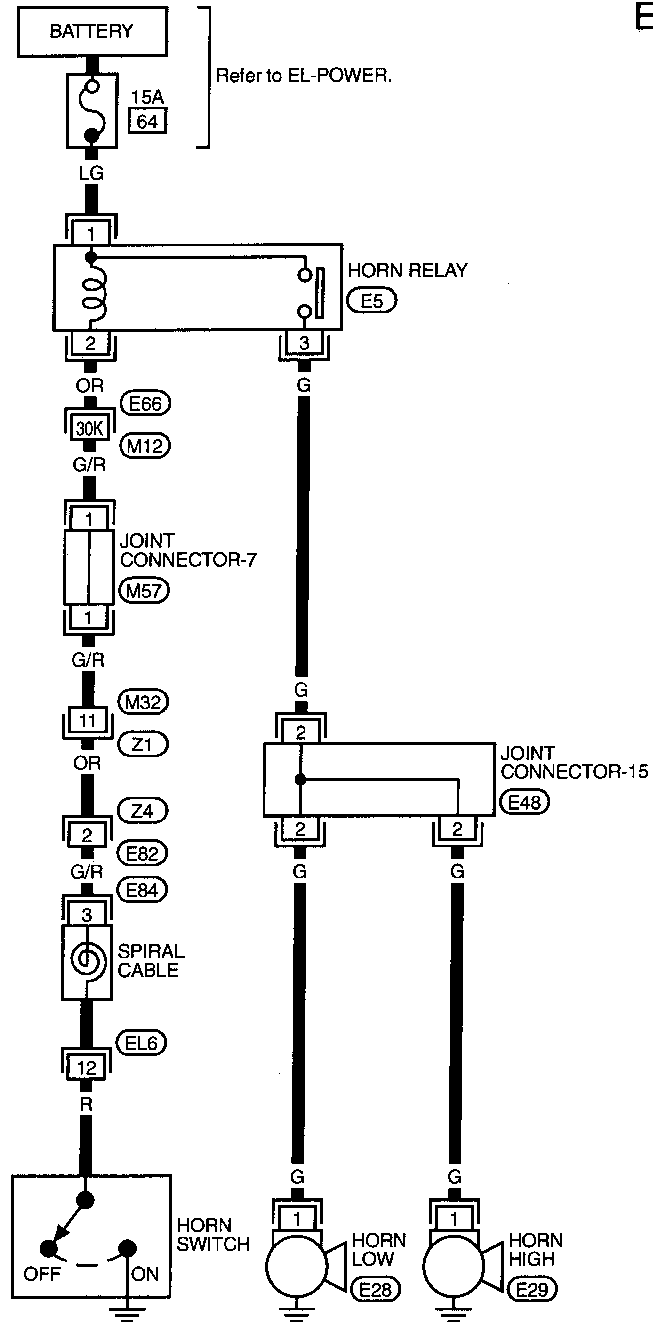 E
BATTERY
Refer to EL-POWER.
15A
64
LG
1
HORN RELAY
E5
2
3
OR
G
E66
30K
M12
G/R
1
JOINT
CONNECTOR-7
M57
1
G/R
G
M32
11
2
Z1
OR
JOINT
CONNECTOR-15
E48
Z4
2
2
2
E82
G/R
G
G
E84
3
SPIRAL
CABLE
EL6
12
R
G
G
1
1
HORN
SWITCH
OFF
ON
HORN
LOW
E28
HORN
HIGH
E29